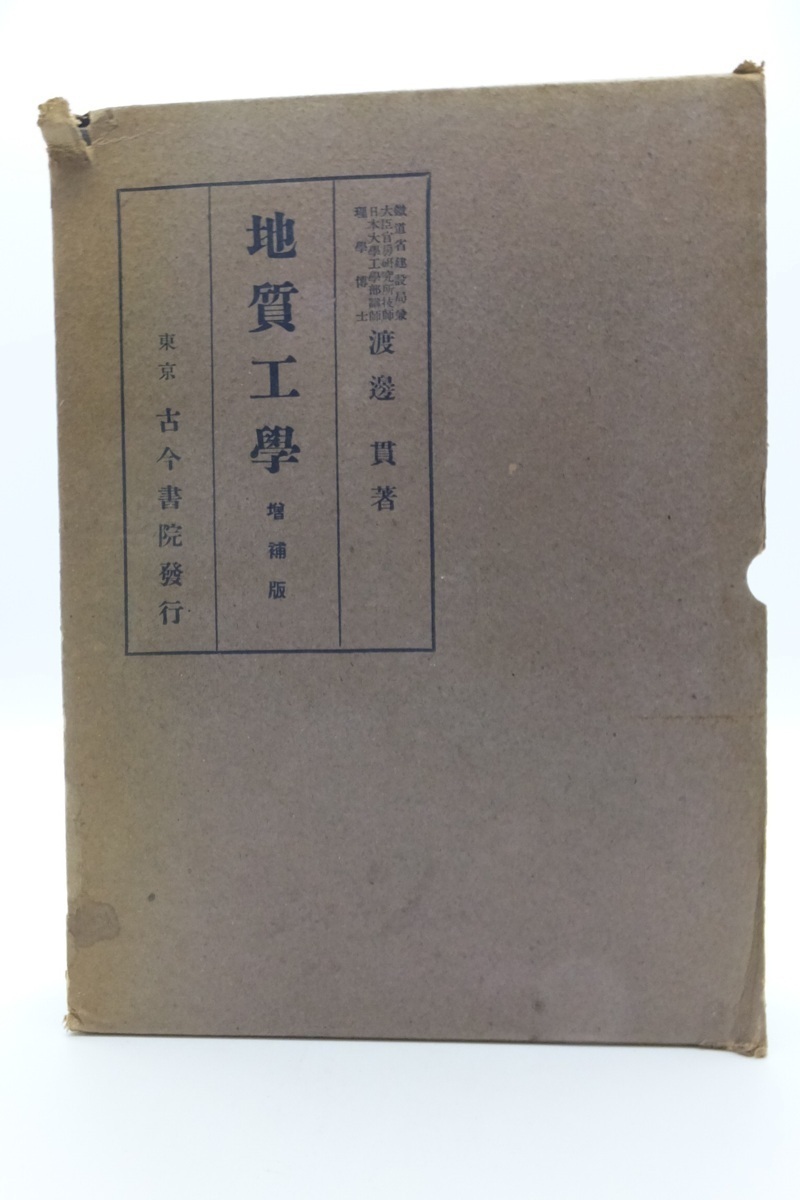 鐵道省建設局兼
大臣官房硏究所技師
日本大學工學部講師
理學博士
渡邊貫著
地質工學 增補版
東京 古今書院發行